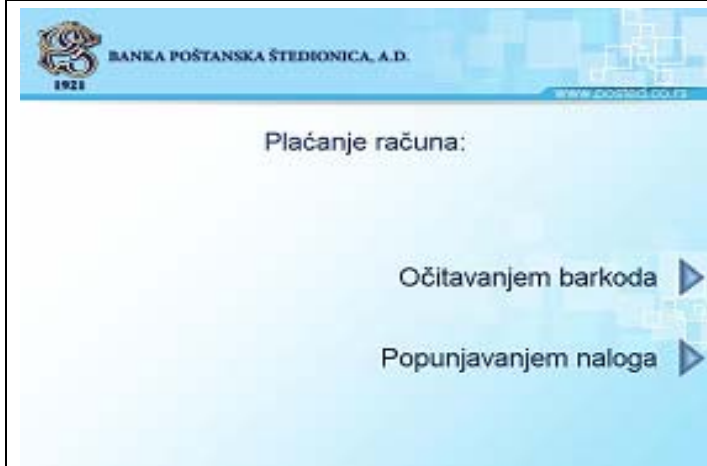 BANKA POŠTANSKA ŠTEDIONICA, A.D.
1921
www.posted.co.rs
Plaćanje računa:
Očitavanjem barkoda
Popunjavanjem naloga